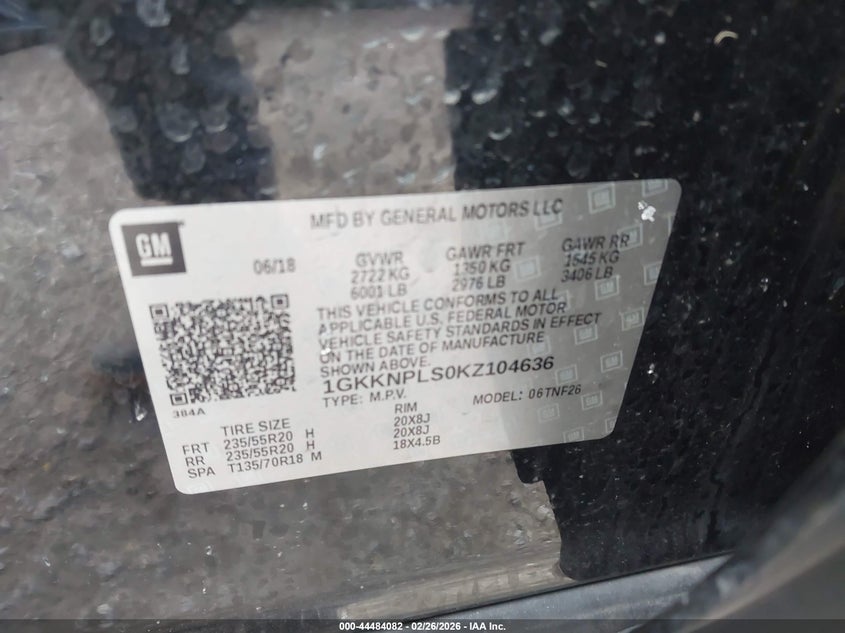 MFD BY GENERAL MOTORS LLC
GM
06/18
GVWR GAWR FRT GAWR RR
2722 KG 1350 KG 1545 KG
6001 LB 2976 LB 3406 LB
THIS VEHICLE CONFORMS TO ALL
APPLICABLE U.S. FEDERAL MOTOR
VEHICLE SAFETY STANDARDS IN EFFECT
ON THE DATE OF MANUFACTURE
SHOWN ABOVE.
1GKKNPLS0KZ104636
TYPE: M.P.V. MODEL: 06TNF26
384A
TIRE SIZE RIM
FRT 235/55R20 H 20X8J
RR 235/55R20 H 20X8J
SPA T135/70R18 M 18X4.5B
000-44484082 - 02/26/2026 - IAA Inc.